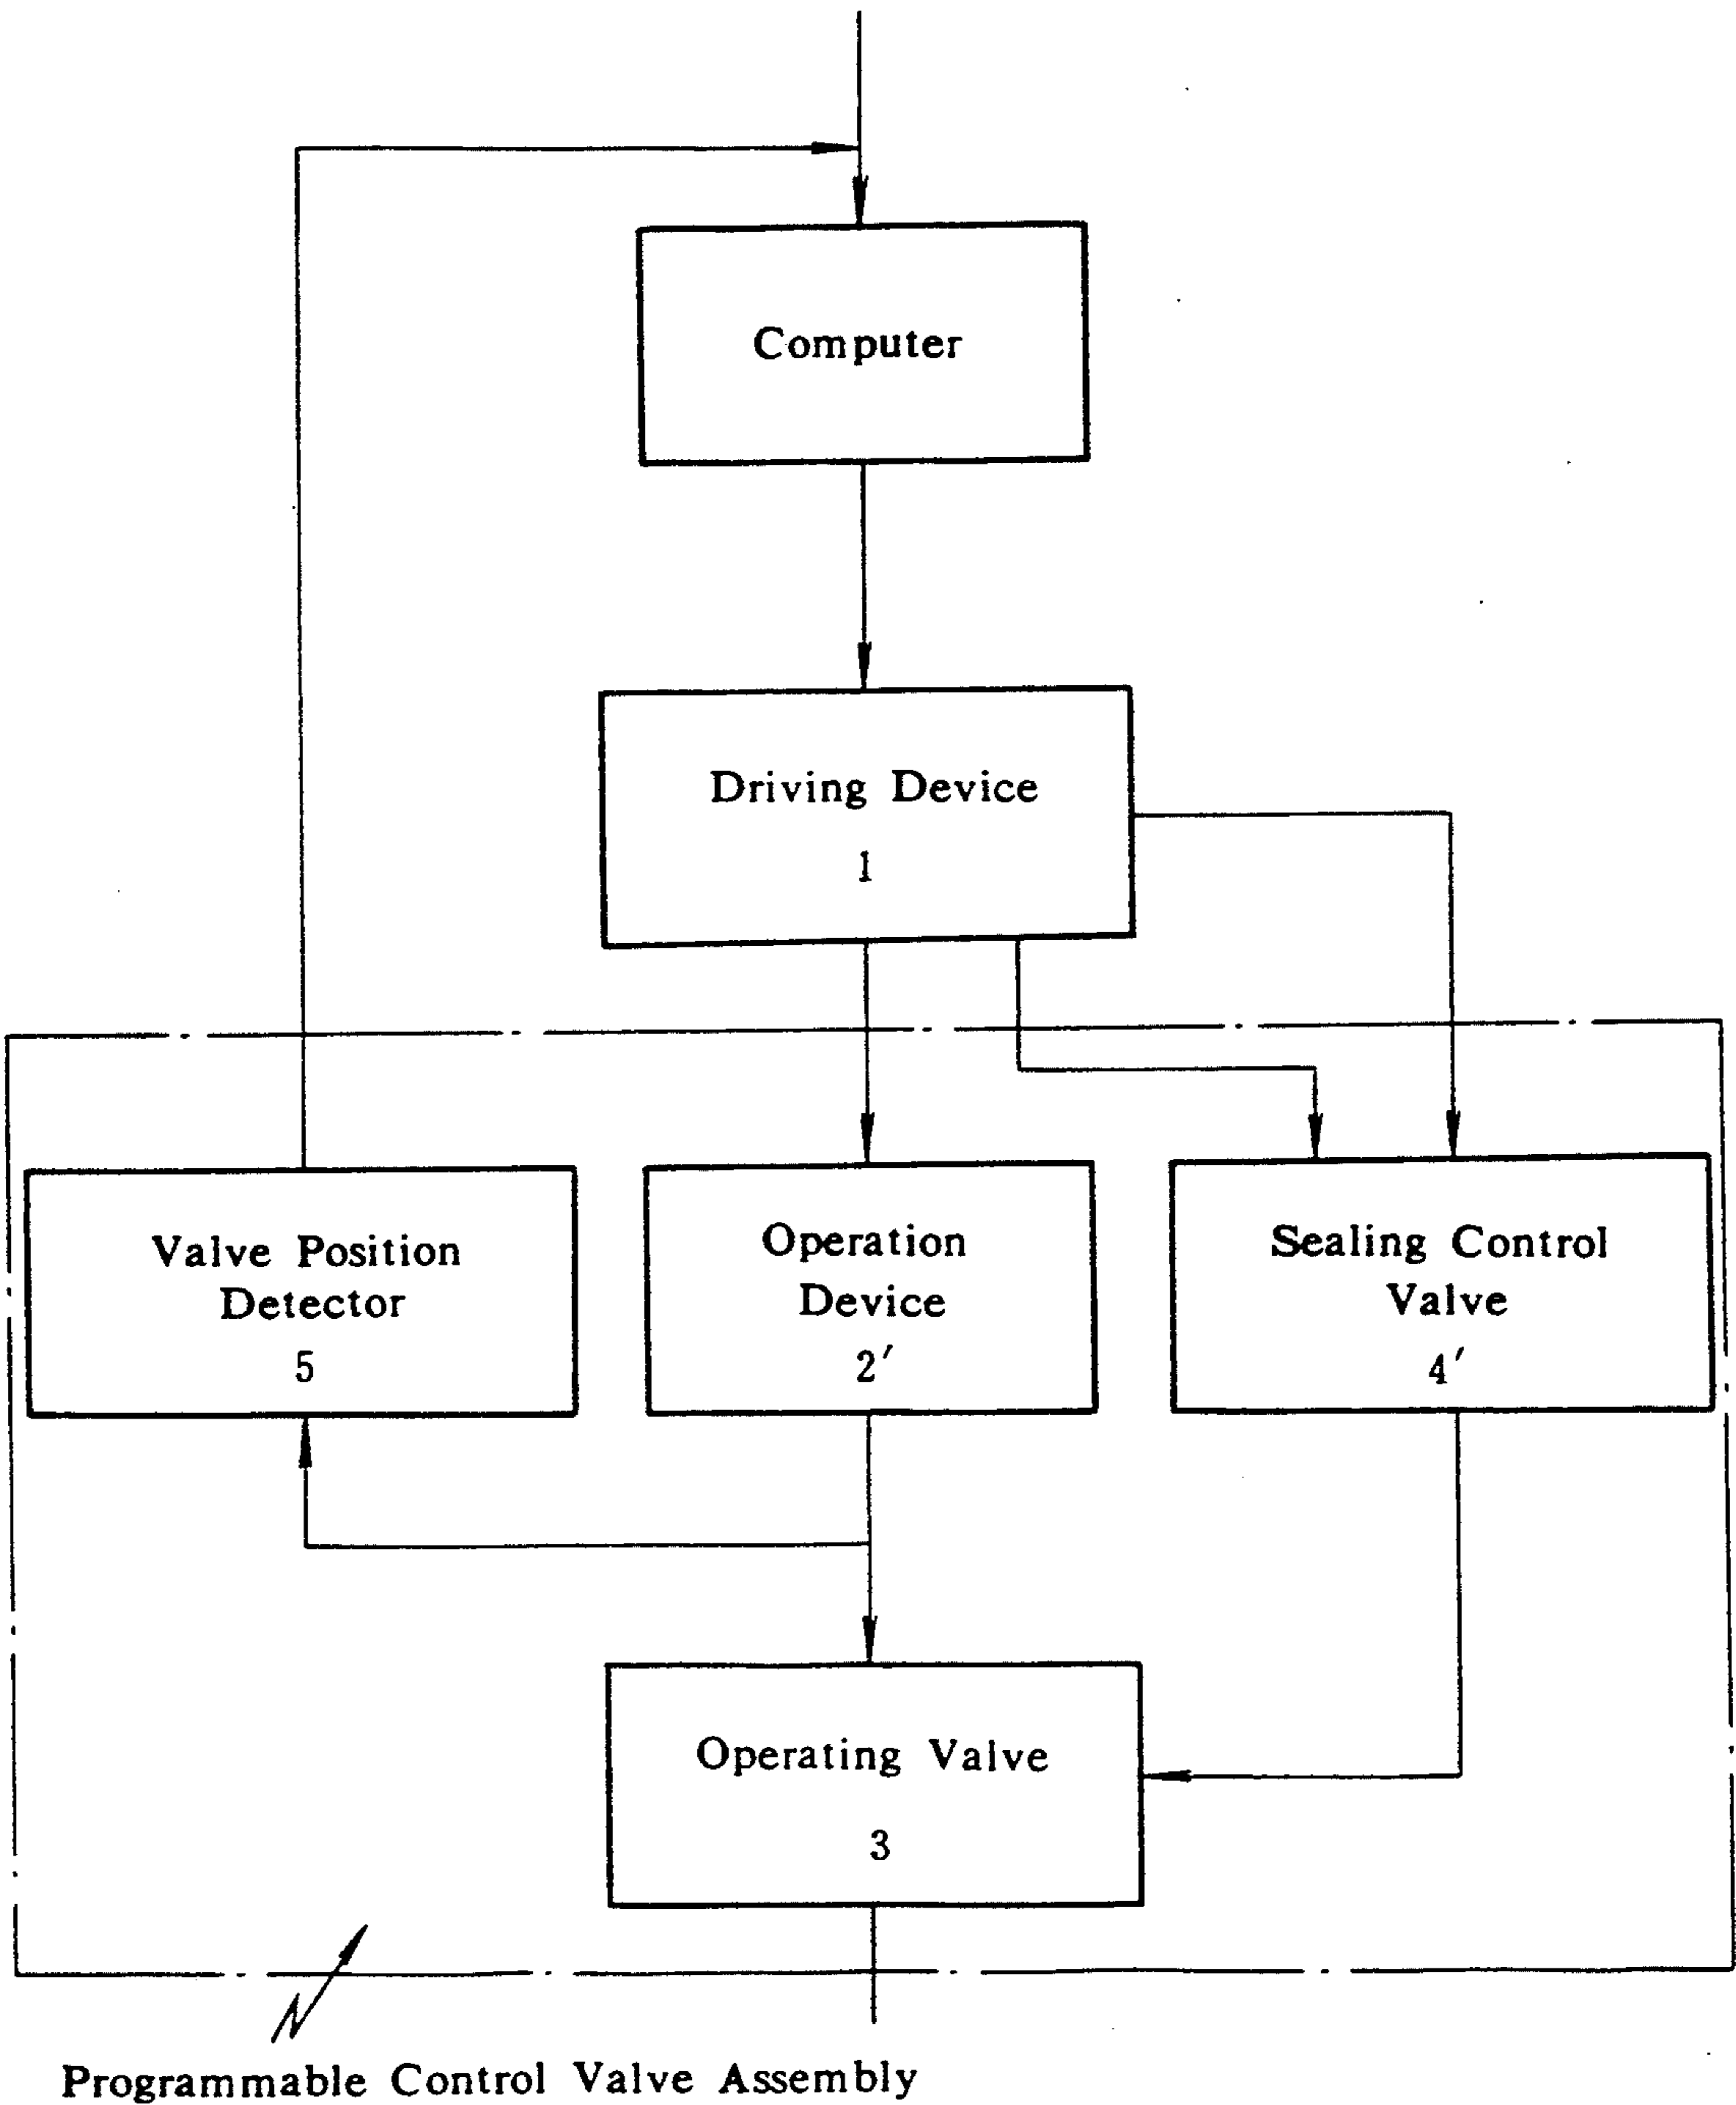 Computer
Driving Device
1
Valve Position
Detector
5
Operation
Device
2′
Sealing Control
Valve
4′
Operating Valve
3
Programmable Control Valve Assembly